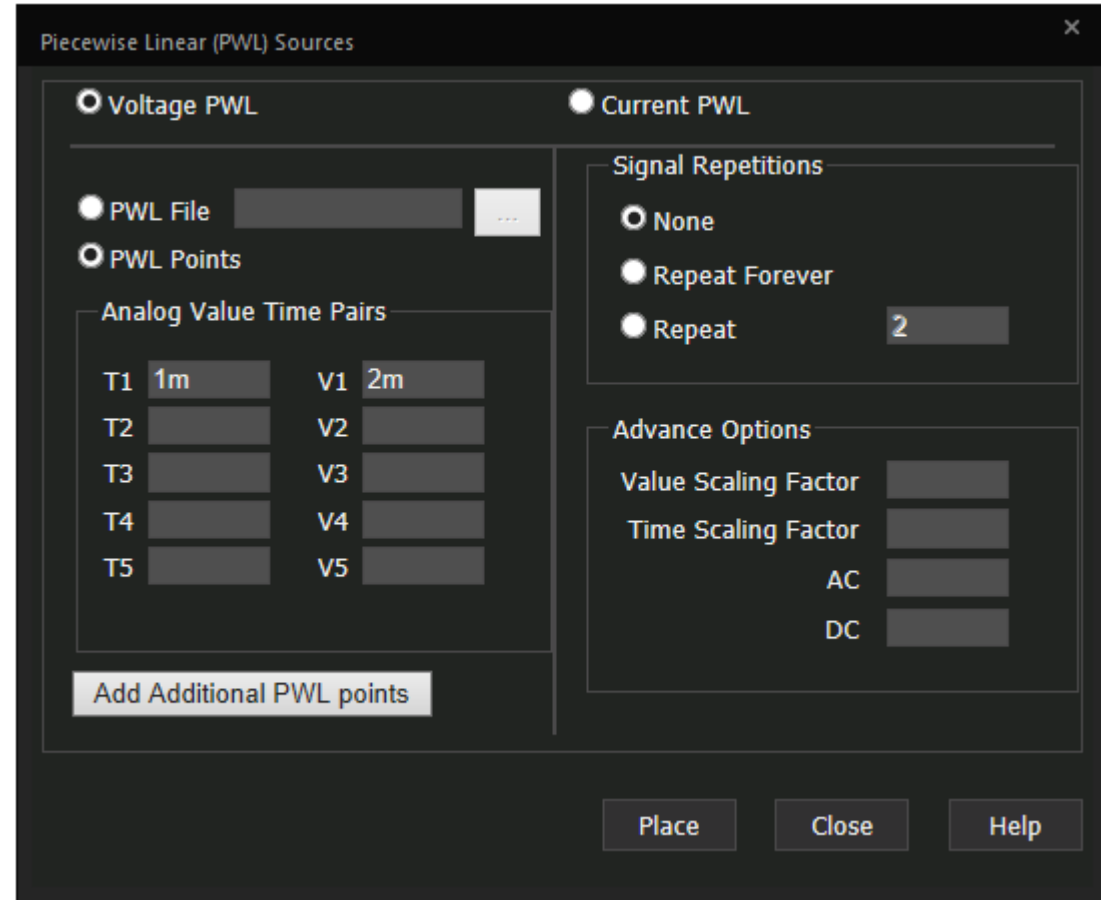 Piecewise Linear (PWL) Sources
×
Voltage PWL
Current PWL
PWL File
...
PWL Points
Analog Value Time Pairs
T1 1m V1 2m
T2 V2
T3 V3
T4 V4
T5 V5
Add Additional PWL points
Signal Repetitions
None
Repeat Forever
Repeat 2
Advance Options
Value Scaling Factor
Time Scaling Factor
AC
DC
Place Close Help